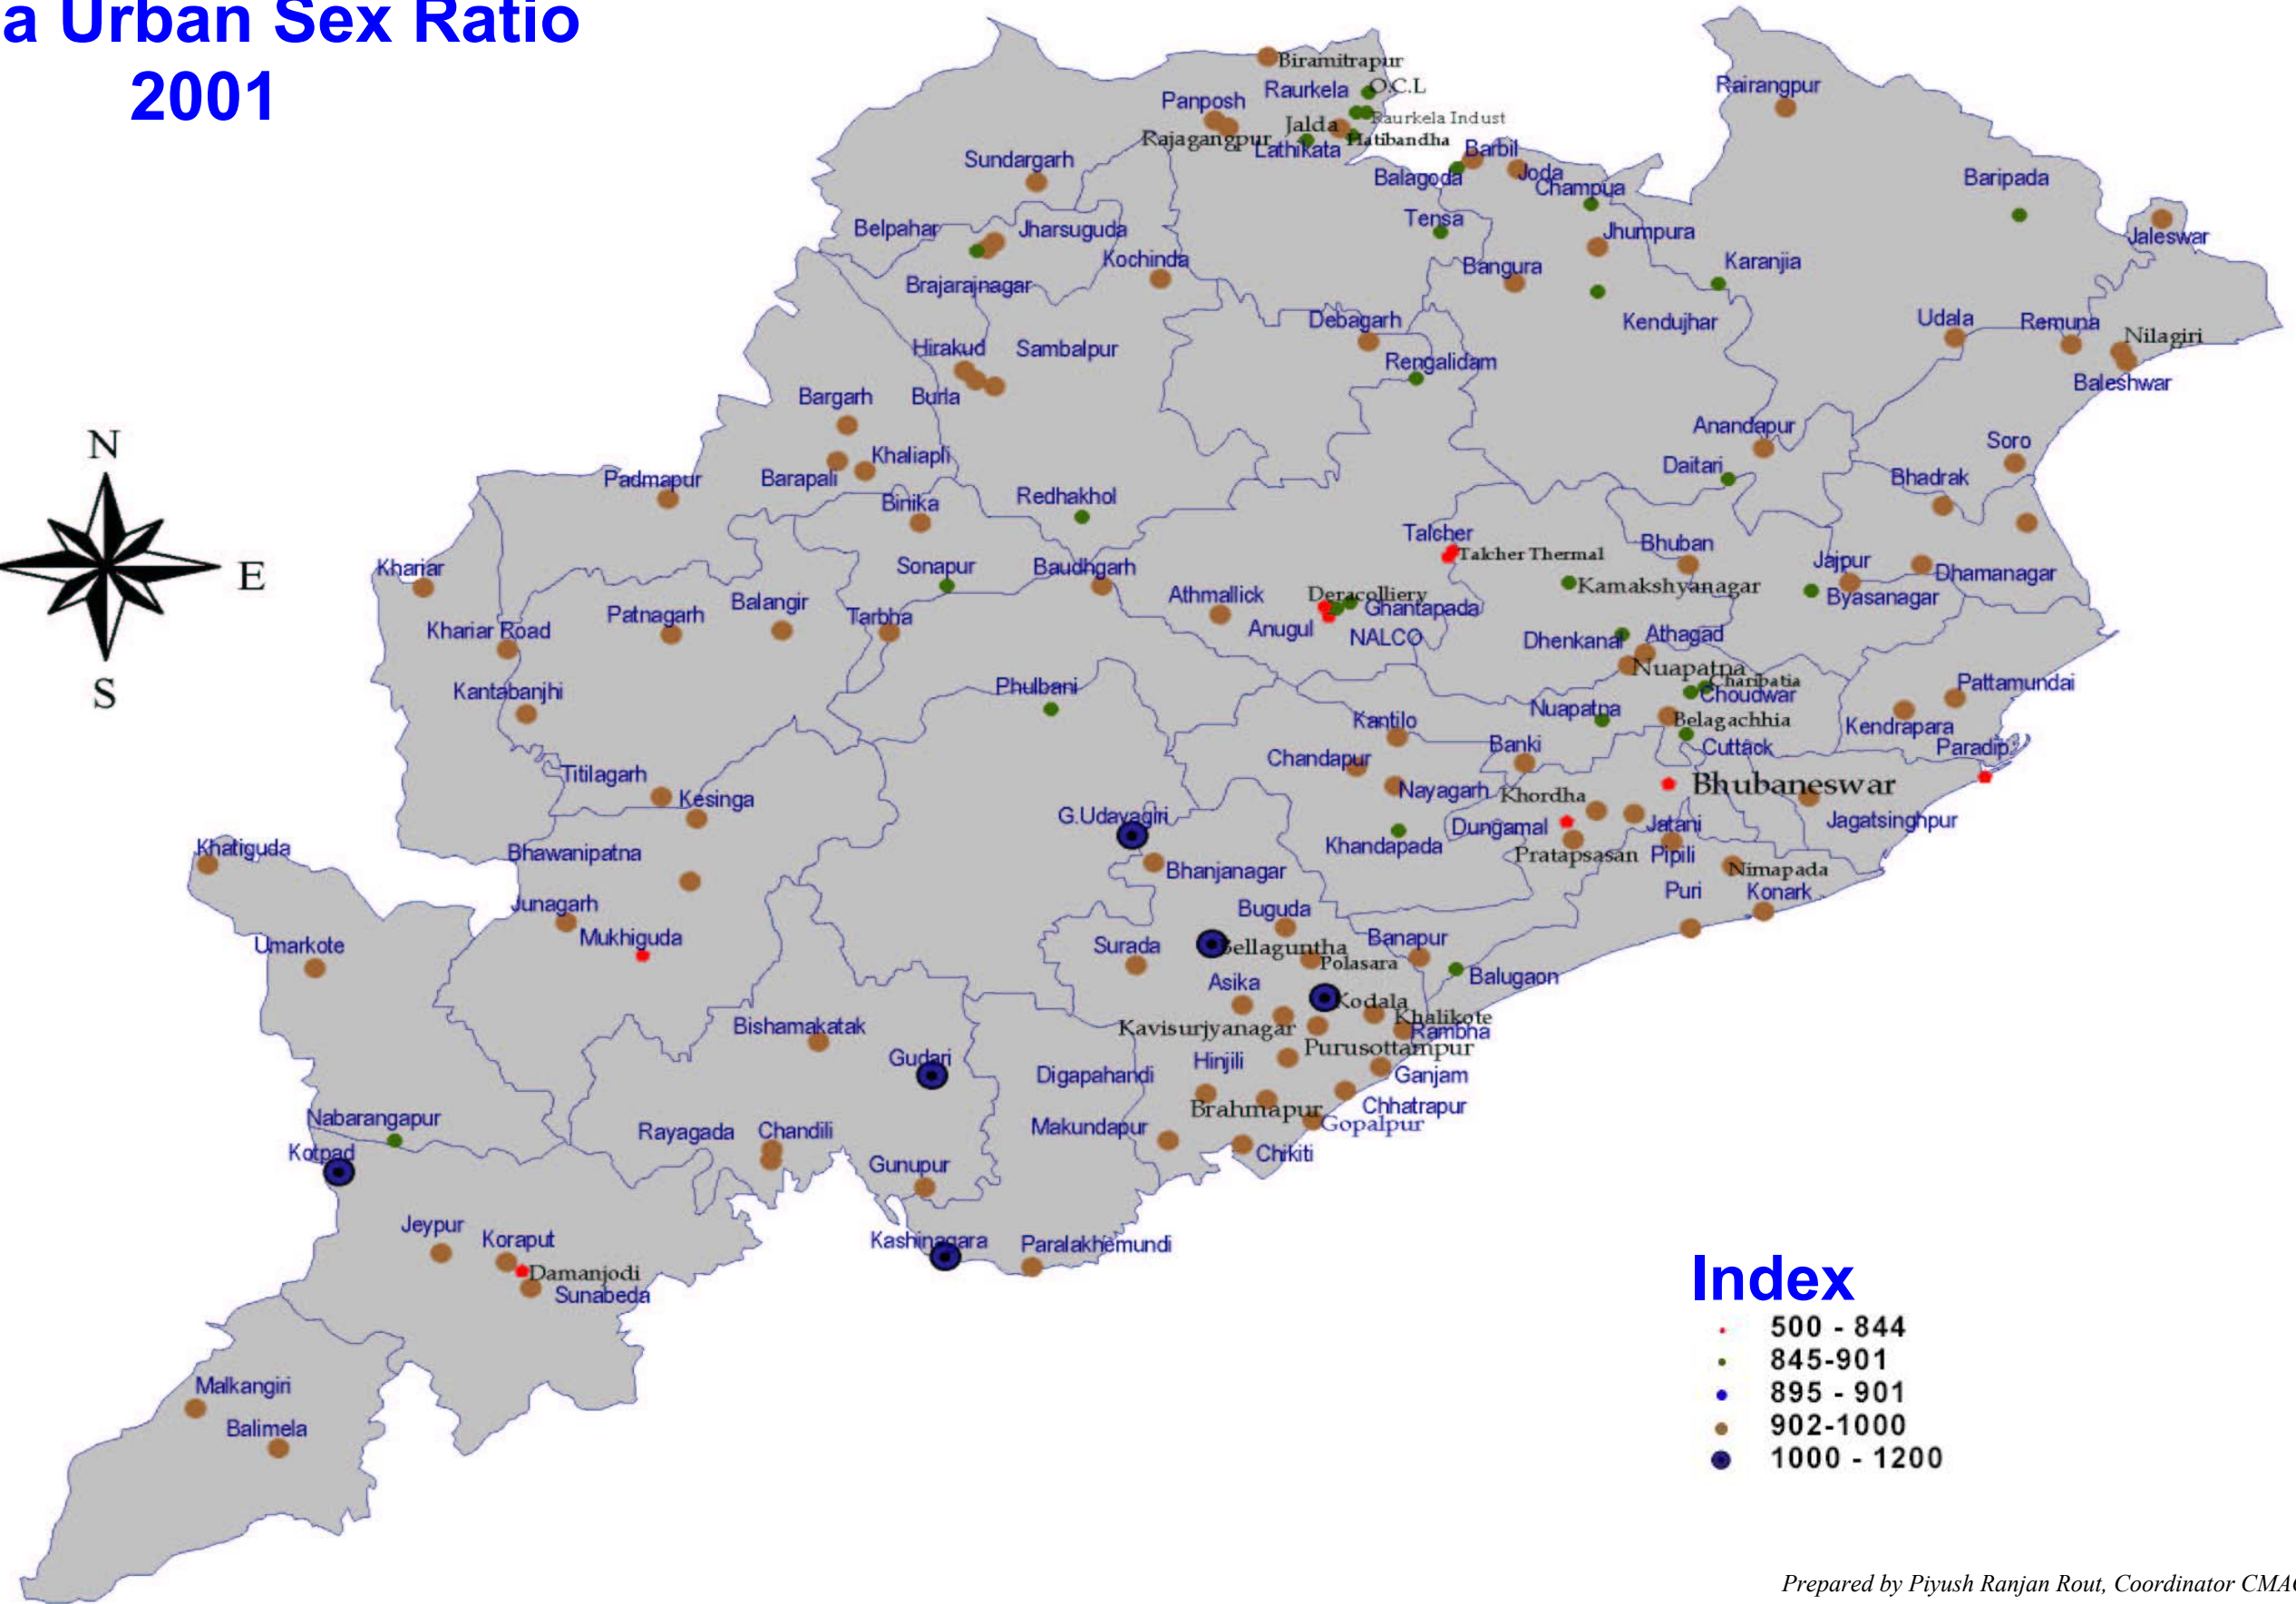 a Urban Sex Ratio
2001
Biramitrapur
Raurkela
O.C.L
Panposh
Raurkela Indust
Jalda
Rajagangpur
Lathikata
Hatibandha
Rairangpur
Sundargarh
Barbil
Balagoda
Joda
Champua
Baripada
Tensa
Belpahar
Jharsuguda
Jhumpura
Jaleswar
Kochinda
Bangura
Karanjia
Brajarajnagar
Debagarh
Kendujhar
Udala
Remuna
Nilagiri
Hirakud
Sambalpur
Rengalidam
Baleshwar
Bargarh
Burla
Anandapur
Soro
Khaliapli
Barapali
Padmapur
Daitari
Bhadrak
Binika
Redhakhol
N
Talcher
Talcher Thermal
Bhuban
Jajpur
Khariar
Sonapur
Baudhgarh
E
Dhamanagar
Kamakshyanagar
Athmallick
Deracolliery
Ghantapada
Byasanagar
Patnagarh
Balangir
Tarbha
Khariar Road
Anugul
NALCO
Dhenkanal
Athagad
Nuapatna
Charibatia
Choudwar
Pattamundai
S
Kantabanjhi
Phulbani
Nuapatna
Kantilo
Belagachhia
Kendrapara
Banki
Cuttack
Paradip
Chandapur
Titilagarh
Kesinga
Nayagarh
Khordha
Bhubaneswar
G.Udayagiri
Dungamal
Jatani
Jagatsinghpur
Khandapada
Khatiguda
Bhawanipatna
Pratapsasan
Pipili
Bhanjanagar
Nimapada
Puri
Konark
Junagarh
Buguda
Mukhiguda
Umarkote
Surada
Bellaguntha
Banapur
Polasara
Balugaon
Asika
Kodala
Khalikote
Bishamakatak
Kavisurjyanagar
Rambha
Purusottampur
Gudari
Hinjili
Digapahandi
Ganjam
Brahmapur
Chhatrapur
Nabarangapur
Makundapur
Gopalpur
Rayagada
Chandili
Kotpad
Chikiti
Gunupur
Jeypur
Koraput
Kashinagara
Paralakhemundi
Damanjodi
Sunabeda
Index
500 - 844
845-901
895 - 901
902-1000
1000 - 1200
Malkangiri
Balimela
Prepared by Piyush Ranjan Rout, Coordinator CMA